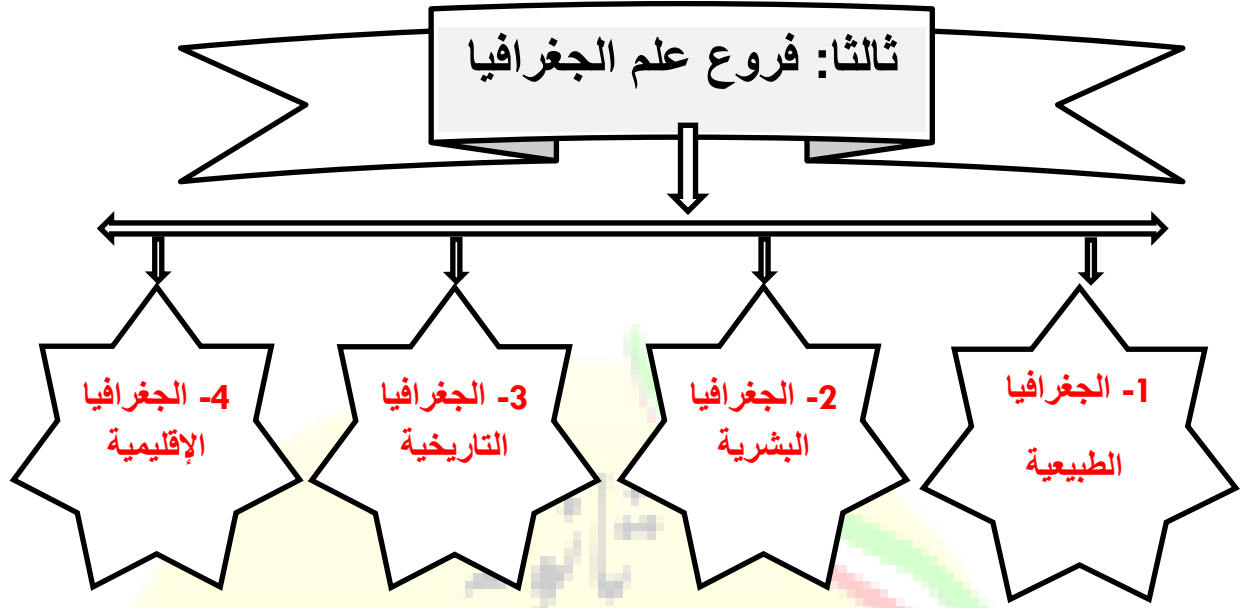 ثالثا: فروع علم الجغرافيا
1- الجغرافيا
الطبيعية
2- الجغرافيا
البشرية
3- الجغرافيا
التاريخية
4- الجغرافيا
الإقليمية